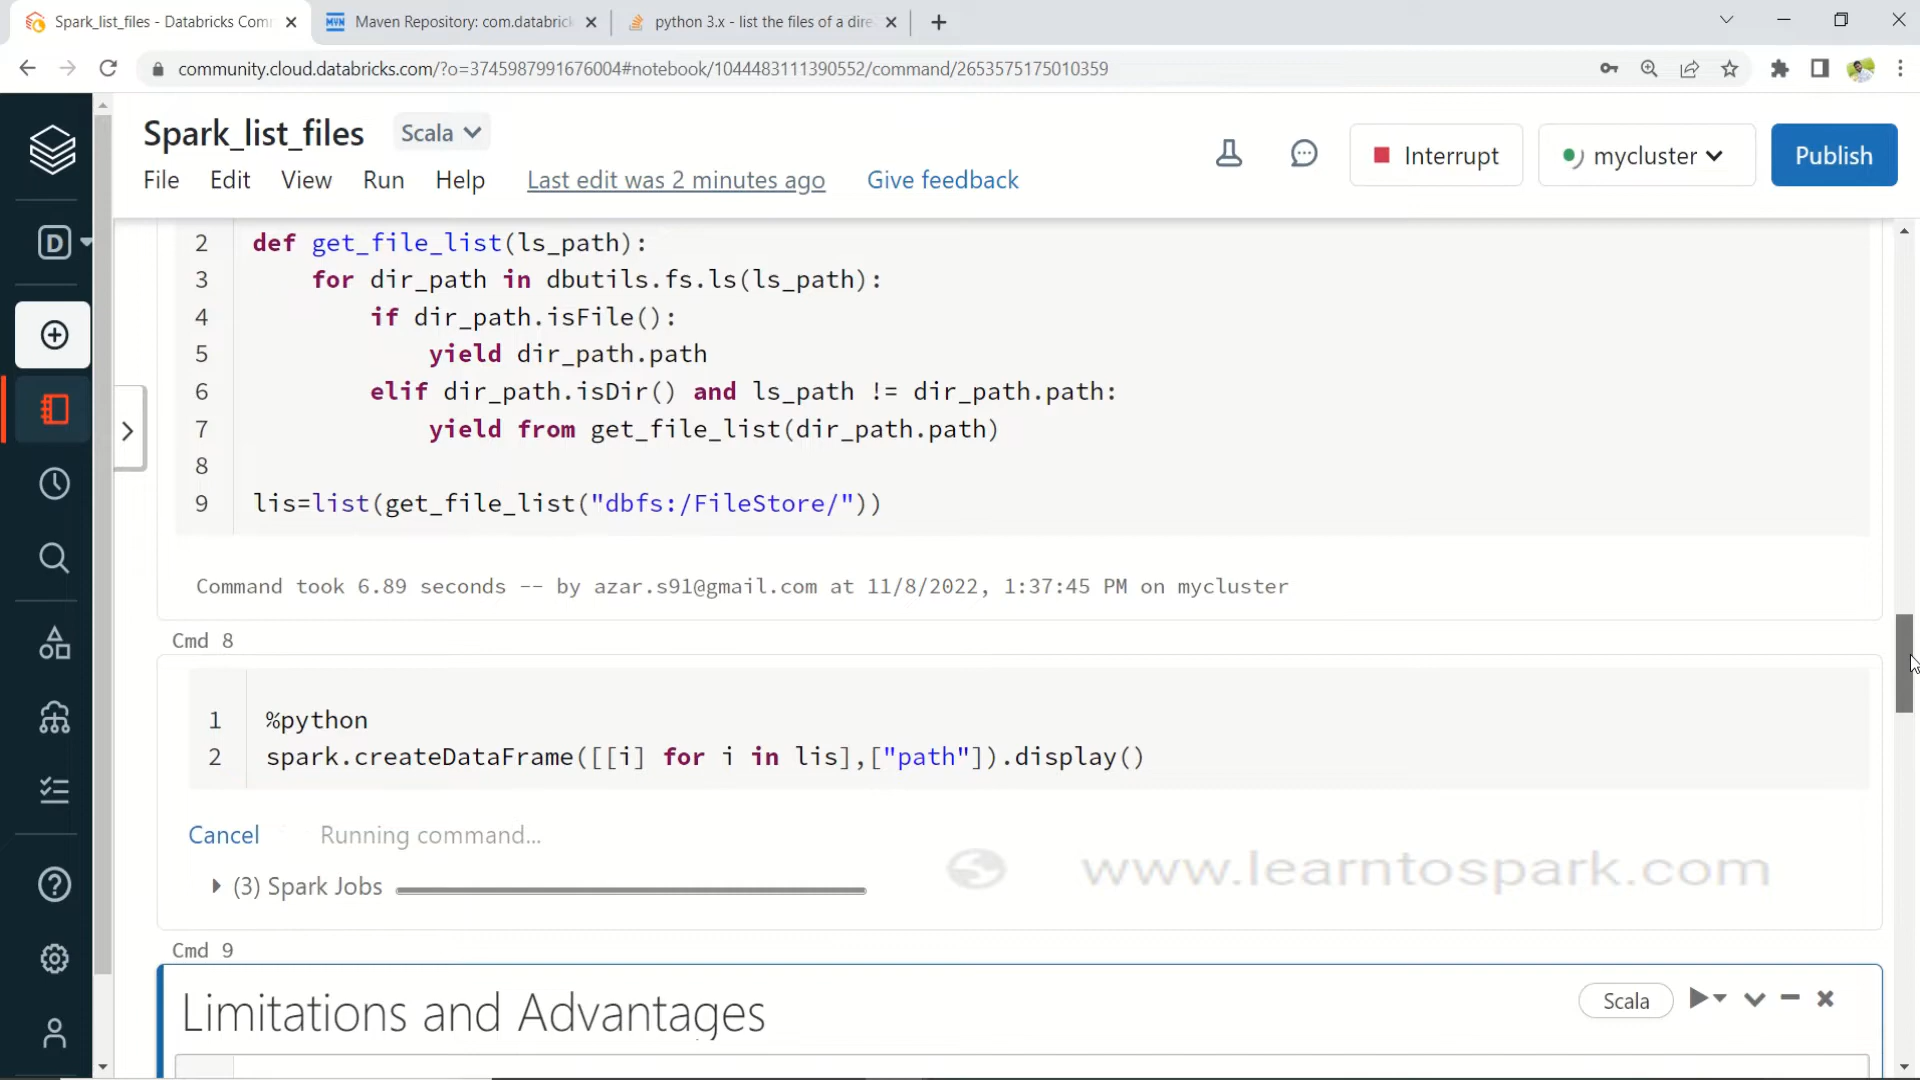 Spark_list_files - Databricks Com
Maven Repository: com.databrick
python 3.x - list the files of a dire
community.cloud.databricks.com/?o=3745987991676004#notebook/1044483111390552/command/2653575175010359
Spark_list_files
Scala
Interrupt
mycluster
Publish
File Edit View Run Help Last edit was 2 minutes ago Give feedback
D
2 def get_file_list(ls_path):
3 for dir_path in dbutils.fs.ls(ls_path):
4 if dir_path.isFile():
5 yield dir_path.path
6 elif dir_path.isDir() and ls_path != dir_path.path:
7 yield from get_file_list(dir_path.path)
8
9 lis=list(get_file_list("dbfs:/FileStore/"))
Command took 6.89 seconds -- by azar.s91@gmail.com at 11/8/2022, 1:37:45 PM on mycluster
Cmd 8
1 %python
2 spark.createDataFrame([[i] for i in lis],["path"]).display()
Cancel Running command...
(3) Spark Jobs
www.learntospark.com
Cmd 9
Limitations and Advantages
Scala